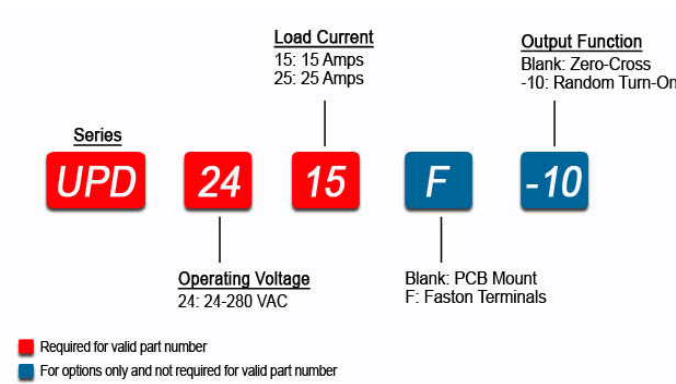 Load Current
15: 15 Amps
25: 25 Amps
Output Function
Blank: Zero-Cross
-10: Random Turn-On
Series
UPD 24 15 F -10
Operating Voltage
24: 24-280 VAC
Blank: PCB Mount
F: Faston Terminals
Required for valid part number
For options only and not required for valid part number